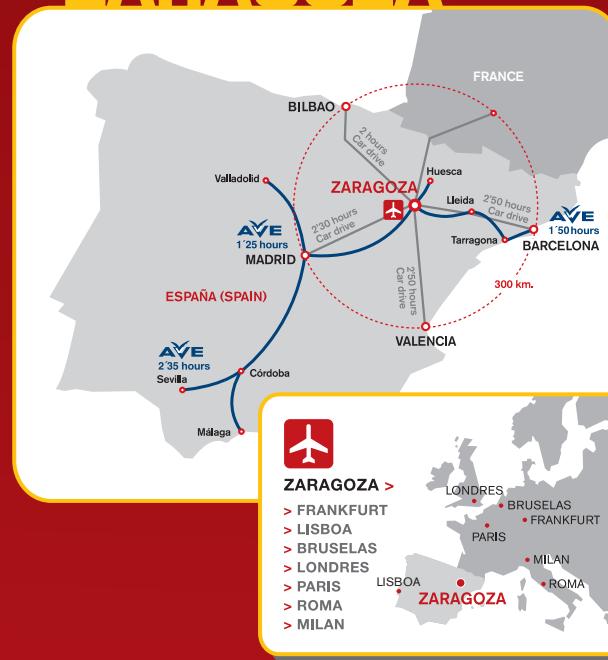 FRANCE
BILBAO
2 hours
Car drive
Huesca
Valladolid
ZARAGOZA
Lleida
2'50 hours
Car drive
AVE
1´50 hours
BARCELONA
Tarragona
AVE
1´25 hours
MADRID
2'30 hours
Car drive
2'50 hours
Car drive
300 km.
ESPAÑA (SPAIN)
VALENCIA
AVE
2´35 hours
Sevilla
Córdoba
Málaga
ZARAGOZA >
> FRANKFURT
> LISBOA
> BRUSELAS
> LONDRES
> PARIS
> ROMA
> MILAN
LONDRES
BRUSELAS
FRANKFURT
PARIS
MILAN
LISBOA
ROMA
ZARAGOZA